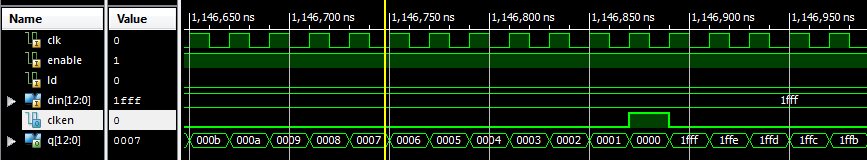 Name Value 1,146,650 ns 1,146,700 ns 1,146,750 ns 1,146,800 ns 1,146,850 ns 1,146,900 ns 1,146,950 ns
clk 0
enable 1
ld 0
din[12:0] 1fff 1fff
clken 0
q[12:0] 0007 000b 000a 0009 0008 0007 0006 0005 0004 0003 0002 0001 0000 1fff 1ffe 1ffd 1ffc 1ffb